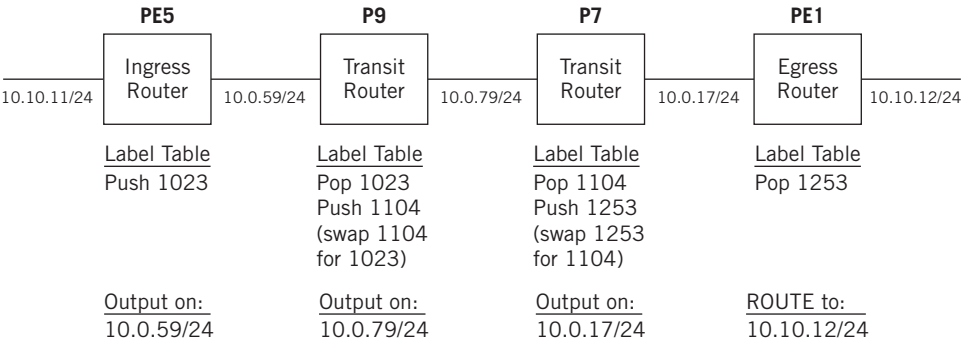 PE5 P9 P7 PE1
Ingress Router
Transit Router
Transit Router
Egress Router
10.10.11/24 10.0.59/24 10.0.79/24 10.0.17/24 10.10.12/24
Label Table
Push 1023
Label Table
Pop 1023
Push 1104
(swap 1104
for 1023)
Label Table
Pop 1104
Push 1253
(swap 1253
for 1104)
Label Table
Pop 1253
Output on:
10.0.59/24
Output on:
10.0.79/24
Output on:
10.0.17/24
ROUTE to:
10.10.12/24